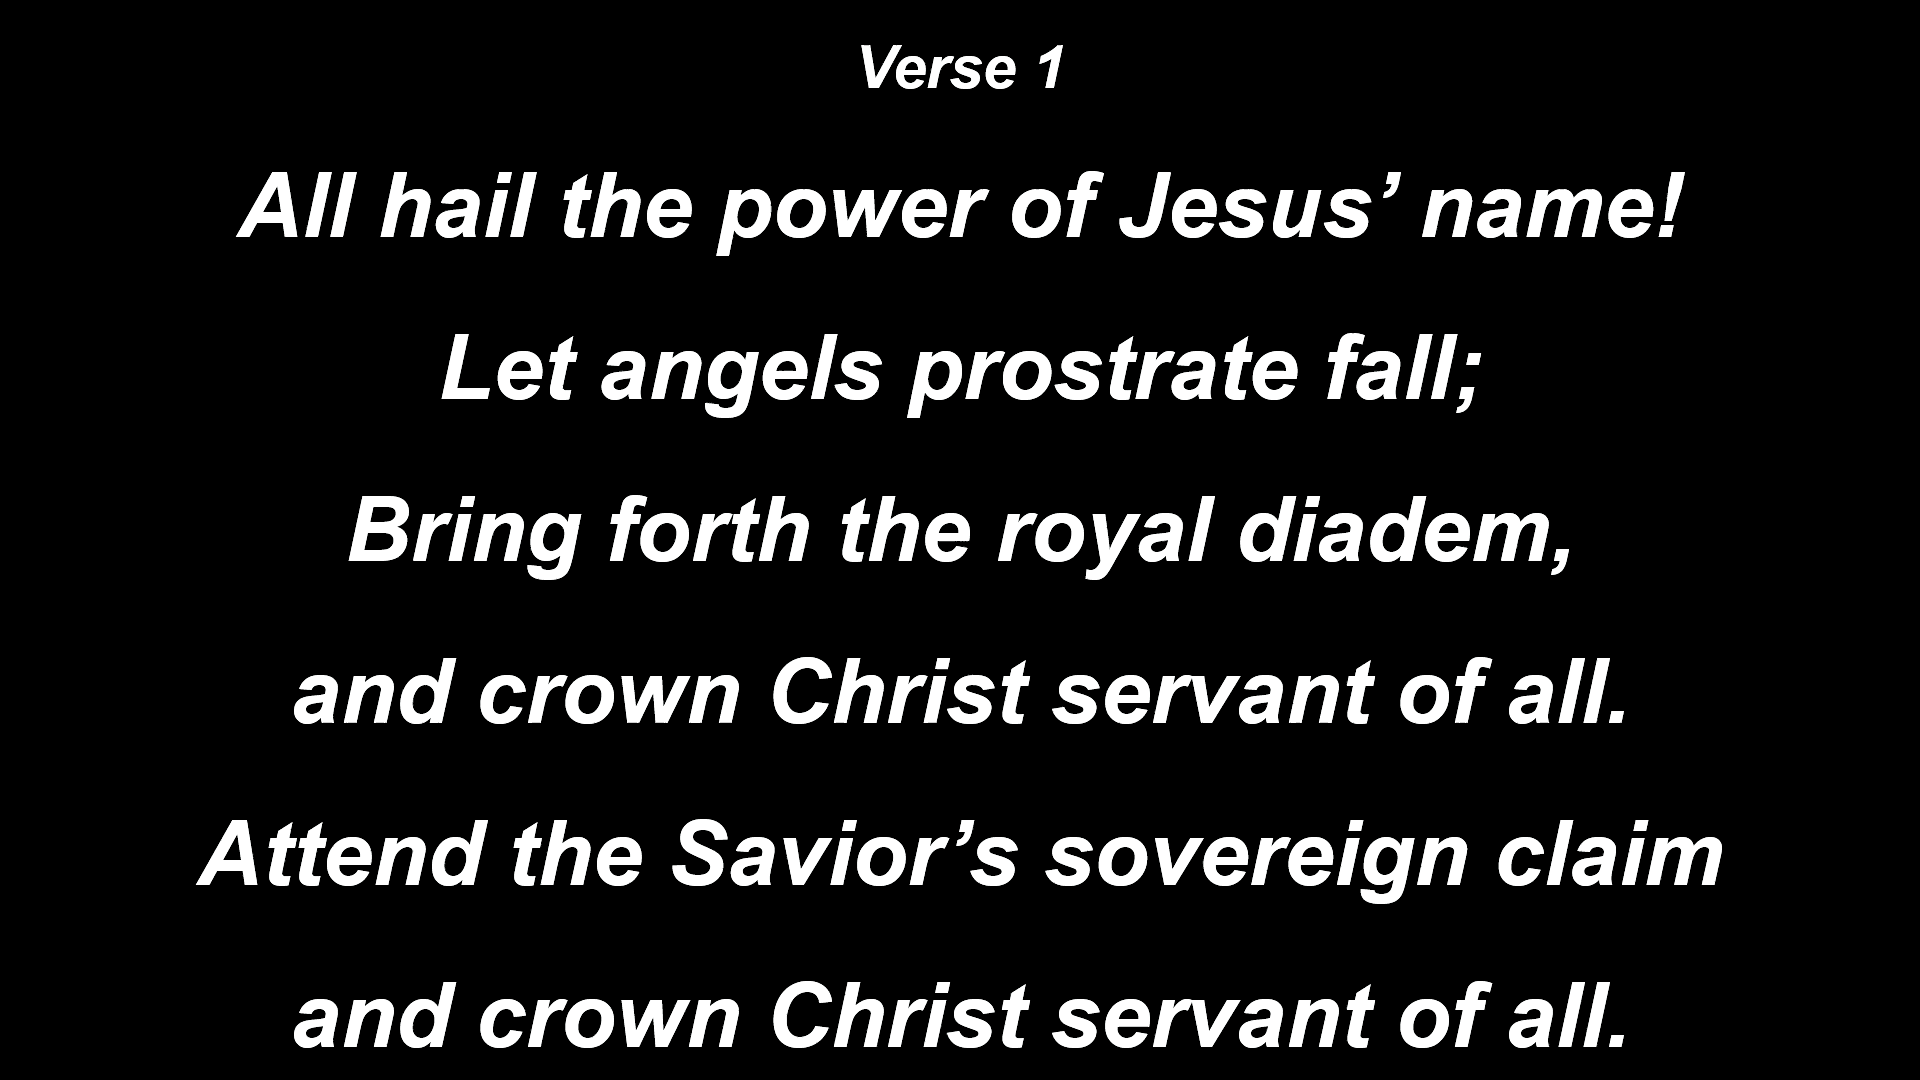 Verse 1
All hail the power of Jesus’ name!
Let angels prostrate fall;
Bring forth the royal diadem,
and crown Christ servant of all.
Attend the Savior’s sovereign claim
and crown Christ servant of all.